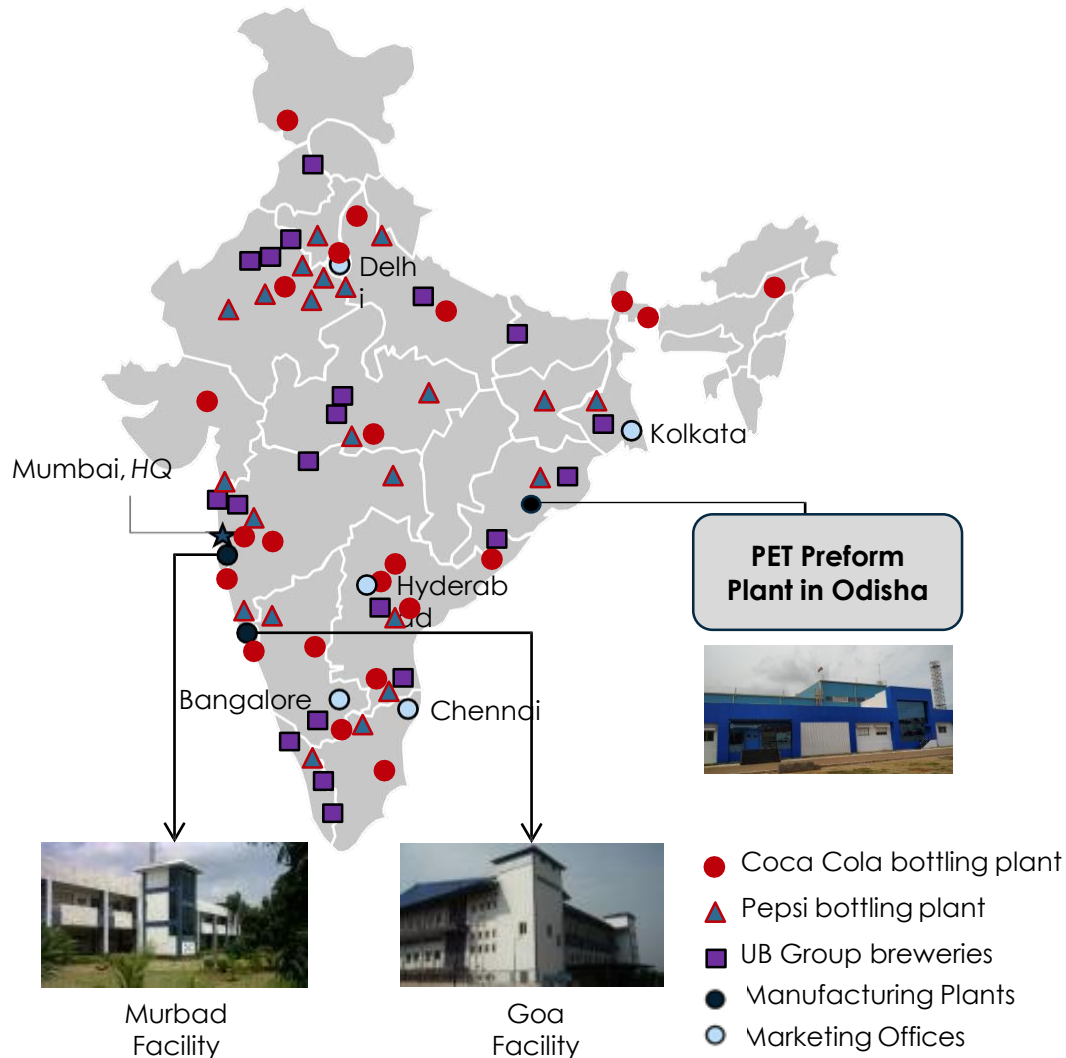 Delh
i
Kolkata
Mumbai, HQ
PET Preform
Plant in Odisha
Hyderab
ad
Bangalore
Chennai
Murbad
Facility
Goa
Facility
Coca Cola bottling plant
Pepsi bottling plant
UB Group breweries
Manufacturing Plants
Marketing Offices